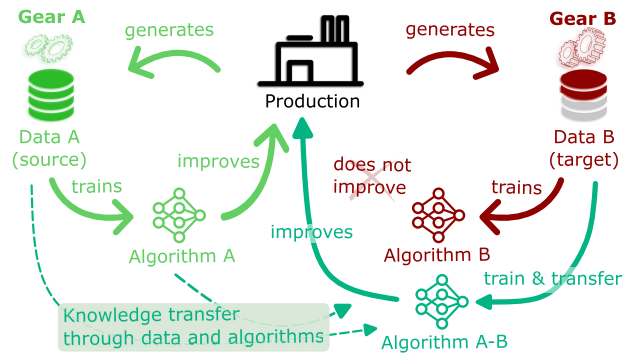 Gear A
generates
generates
Gear B
Production
Data A
(source)
Data B
(target)
improves
does not
improve
trains
trains
Algorithm A
improves
Algorithm B
train & transfer
Knowledge transfer
through data and algorithms
Algorithm A-B